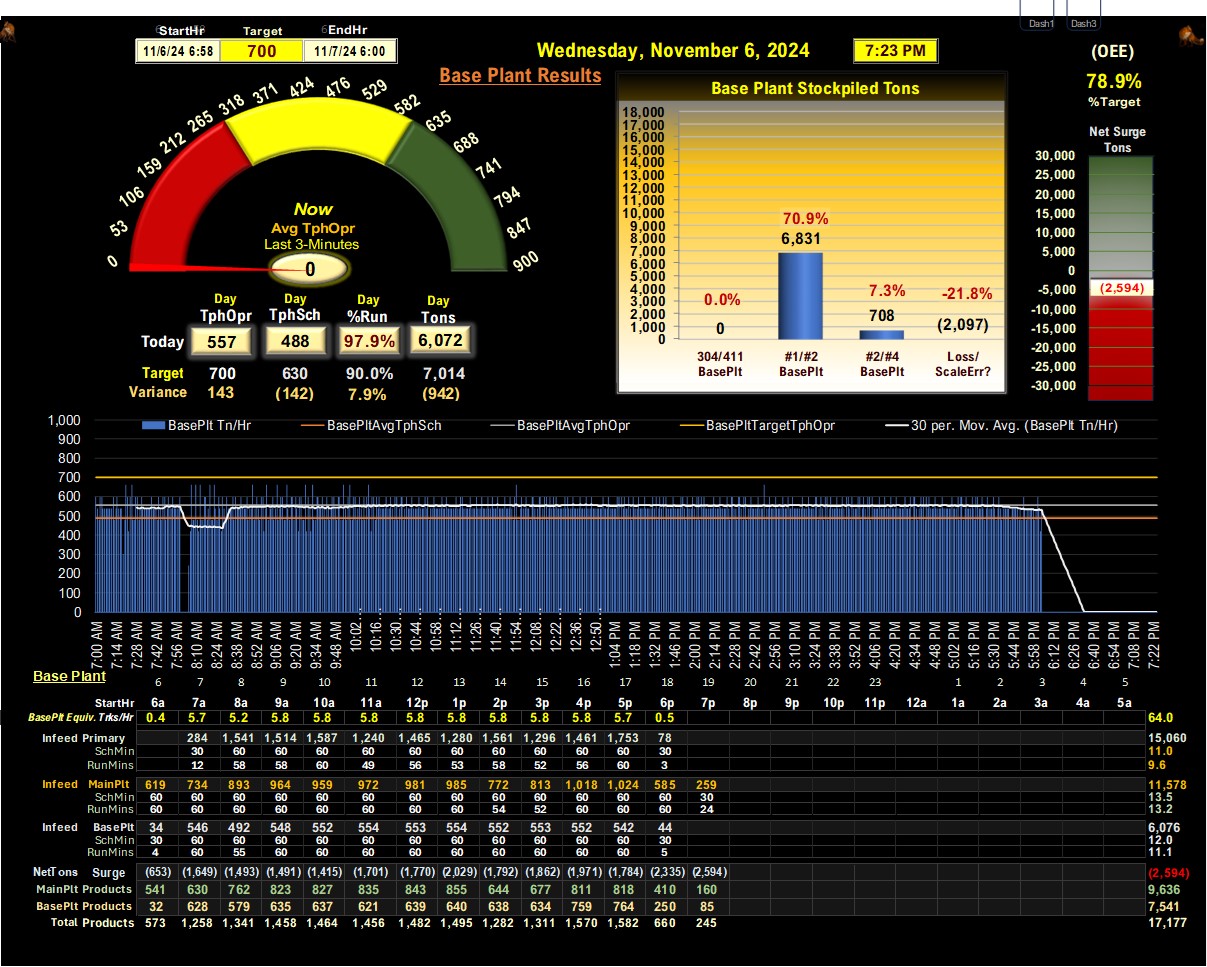 Dash1 Dash3
StartHr Target EndHr
11/6/24 6:58 700 11/7/24 6:00
Wednesday, November 6, 2024 7:23 PM
Base Plant Results
(OEE)
78.9%
%Target
Net Surge
Tons
30,000
25,000
20,000
15,000
10,000
5,000
0
-5,000
-10,000
-15,000
-20,000
-25,000
-30,000
(2,594)
0 53 106 159 212 265 318 371 424 476 529 582 635 688 741 794 847 900
Now
Avg TphOpr
Last 3-Minutes
0
Day TphOpr Day TphSch Day %Run Day Tons
Today 557 488 97.9% 6,072
Target 700 630 90.0% 7,014
Variance 143 (142) 7.9% (942)
Base Plant Stockpiled Tons
18,000
17,000
16,000
15,000
14,000
13,000
12,000
11,000
10,000
9,000
8,000
7,000
6,000
5,000
4,000
3,000
2,000
1,000
0
0.0% 70.9% 7.3% -21.8%
0 6,831 708 (2,097)
304/411 BasePlt #1/#2 BasePlt #2/#4 BasePlt Loss/ ScaleErr?
BasePlt Tn/Hr BasePltAvgTphSch BasePltAvgTphOpr BasePltTargetTphOpr 30 per. Mov. Avg. (BasePlt Tn/Hr)
1,000
900
800
700
600
500
400
300
200
100
0
7:00 AM 7:14 AM 7:28 AM 7:42 AM 7:56 AM 8:10 AM 8:24 AM 8:38 AM 8:52 AM 9:06 AM 9:20 AM 9:34 AM 9:48 AM 10:02… 10:16… 10:30… 10:44… 10:58… 11:12… 11:26… 11:40… 11:54… 12:08… 12:22… 12:36… 12:50… 1:04 PM 1:18 PM 1:32 PM 1:46 PM 2:00 PM 2:14 PM 2:28 PM 2:42 PM 2:56 PM 3:10 PM 3:24 PM 3:38 PM 3:52 PM 4:06 PM 4:20 PM 4:34 PM 4:48 PM 5:02 PM 5:16 PM 5:30 PM 5:44 PM 5:58 PM 6:12 PM 6:26 PM 6:40 PM 6:54 PM 7:08 PM 7:22 PM
Base Plant 6 7 8 9 10 11 12 13 14 15 16 17 18 19 20 21 22 23 1 2 3 4 5
StartHr 6a 7a 8a 9a 10a 11a 12p 1p 2p 3p 4p 5p 6p 7p 8p 9p 10p 11p 12a 1a 2a 3a 4a 5a
BasePlt Equiv. Trks/Hr 0.4 5.7 5.2 5.8 5.8 5.8 5.8 5.8 5.8 5.8 5.8 5.7 0.5 64.0
Infeed Primary 284 1,541 1,514 1,587 1,240 1,465 1,280 1,561 1,296 1,461 1,753 78 15,060
SchMin 30 60 60 60 60 60 60 60 60 60 60 30 11.0
RunMins 12 58 58 60 49 56 53 58 52 56 60 3 9.6
Infeed MainPlt 619 734 893 964 959 972 981 985 772 813 1,018 1,024 585 259 11,578
SchMin 60 60 60 60 60 60 60 60 60 60 60 60 60 30 13.5
RunMins 60 60 60 60 60 60 60 60 54 52 60 60 60 24 13.2
Infeed BasePlt 34 546 492 548 552 554 553 554 552 553 552 542 44 6,076
SchMin 30 60 60 60 60 60 60 60 60 60 60 60 30 12.0
RunMins 4 60 55 60 60 60 60 60 60 60 60 60 5 11.1
NetTons Surge (653) (1,649) (1,493) (1,491) (1,415) (1,701) (1,770) (2,029) (1,792) (1,862) (1,971) (1,784) (2,335) (2,594) (2,594)
MainPlt Products 541 630 762 823 827 835 843 855 644 677 811 818 410 160 9,636
BasePlt Products 32 628 579 635 637 621 639 640 638 634 759 764 250 85 7,541
Total Products 573 1,258 1,341 1,458 1,464 1,456 1,482 1,495 1,282 1,311 1,570 1,582 660 245 17,177